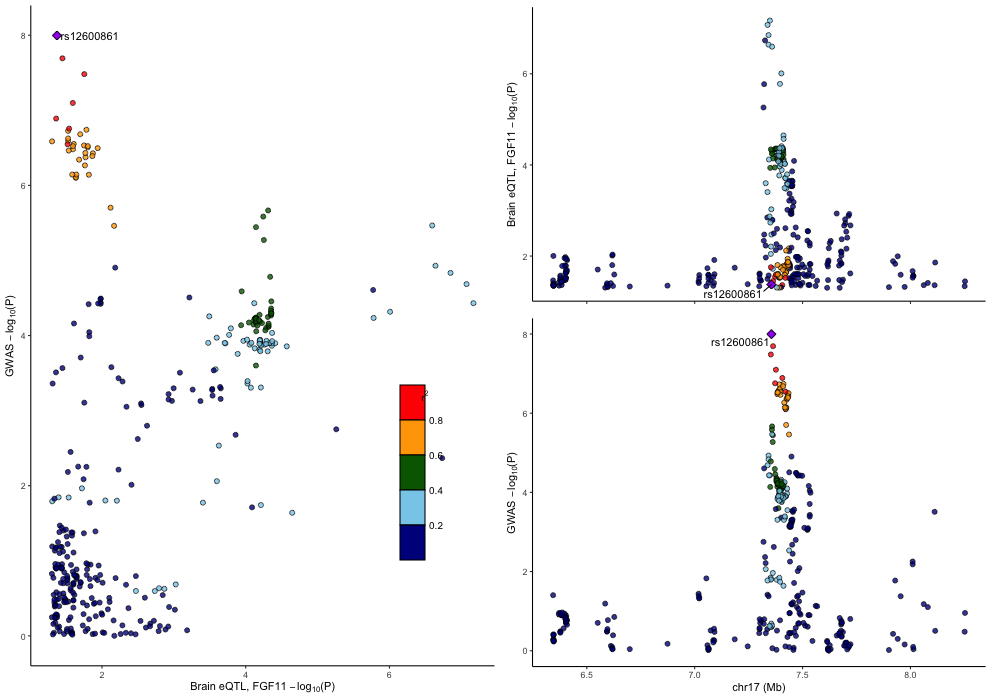 8
6
4
2
0
GWAS − log10(P)
rs12600861
r2
0.8
0.6
0.4
0.2
2
4
6
Brain eQTL, FGF11 − log10(P)
6
4
2
Brain eQTL, FGF11 − log10(P)
rs12600861
8
6
4
2
0
GWAS − log10(P)
rs12600861
6.5
7.0
7.5
8.0
chr17 (Mb)